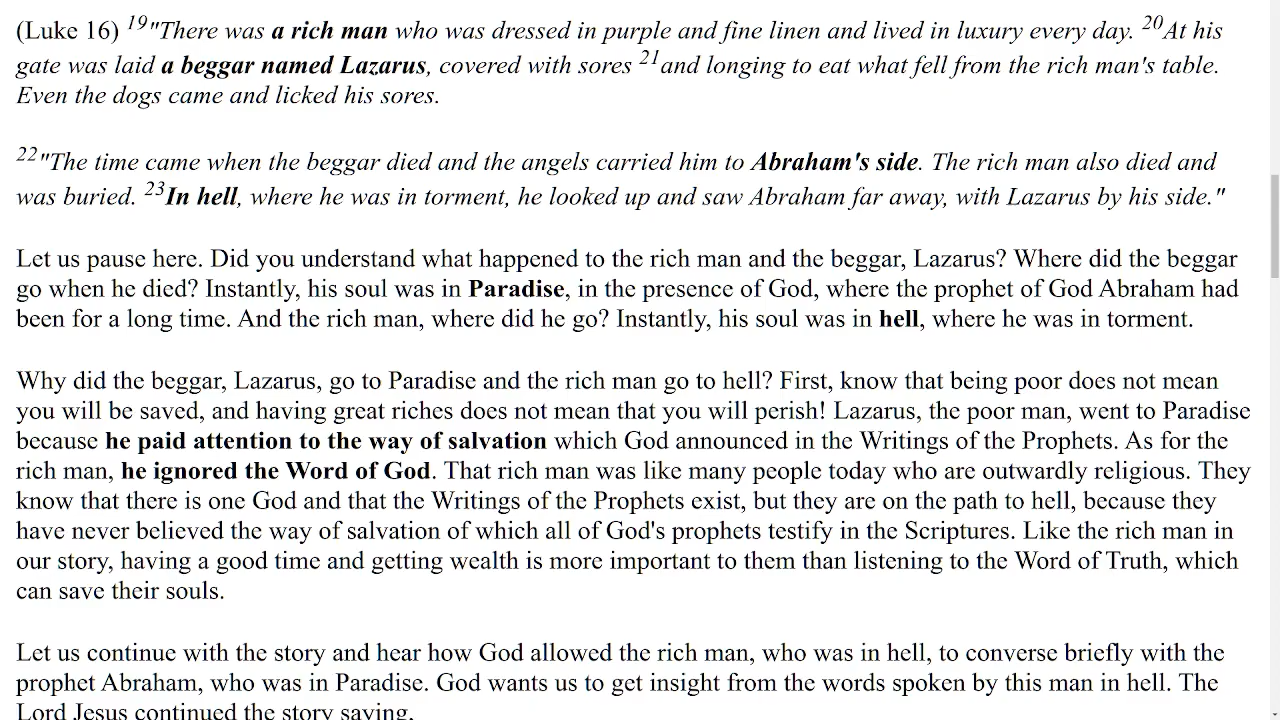 (Luke 16) 19"There was a rich man who was dressed in purple and fine linen and lived in luxury every day. 20At his
gate was laid a beggar named Lazarus, covered with sores 21and longing to eat what fell from the rich man's table.
Even the dogs came and licked his sores.
22"The time came when the beggar died and the angels carried him to Abraham's side. The rich man also died and
was buried. 23In hell, where he was in torment, he looked up and saw Abraham far away, with Lazarus by his side."
Let us pause here. Did you understand what happened to the rich man and the beggar, Lazarus? Where did the beggar
go when he died? Instantly, his soul was in Paradise, in the presence of God, where the prophet of God Abraham had
been for a long time. And the rich man, where did he go? Instantly, his soul was in hell, where he was in torment.
Why did the beggar, Lazarus, go to Paradise and the rich man go to hell? First, know that being poor does not mean
you will be saved, and having great riches does not mean that you will perish! Lazarus, the poor man, went to Paradise
because he paid attention to the way of salvation which God announced in the Writings of the Prophets. As for the
rich man, he ignored the Word of God. That rich man was like many people today who are outwardly religious. They
know that there is one God and that the Writings of the Prophets exist, but they are on the path to hell, because they
have never believed the way of salvation of which all of God's prophets testify in the Scriptures. Like the rich man in
our story, having a good time and getting wealth is more important to them than listening to the Word of Truth, which
can save their souls.
Let us continue with the story and hear how God allowed the rich man, who was in hell, to converse briefly with the
prophet Abraham, who was in Paradise. God wants us to get insight from the words spoken by this man in hell. The
Lord Jesus continued the story saying,